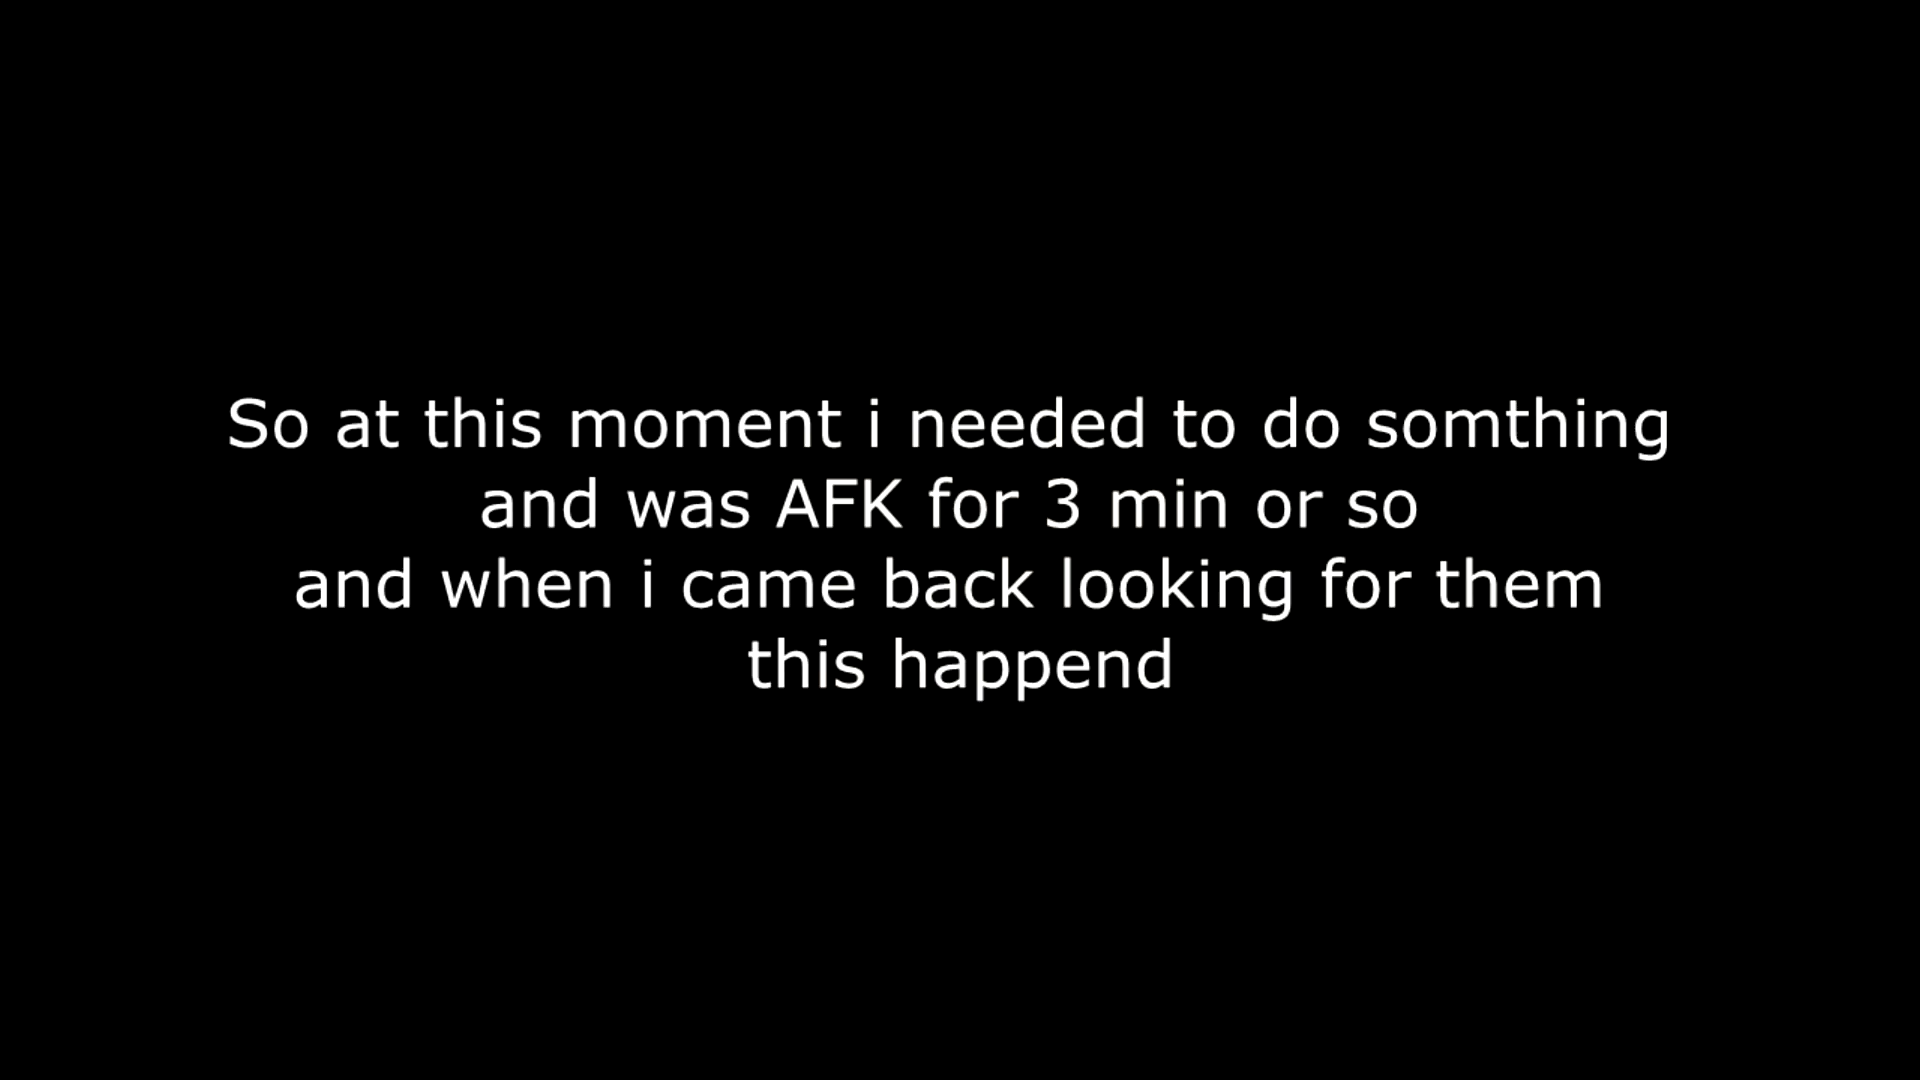 So at this moment i needed to do somthing
and was AFK for 3 min or so
and when i came back looking for them
this happend